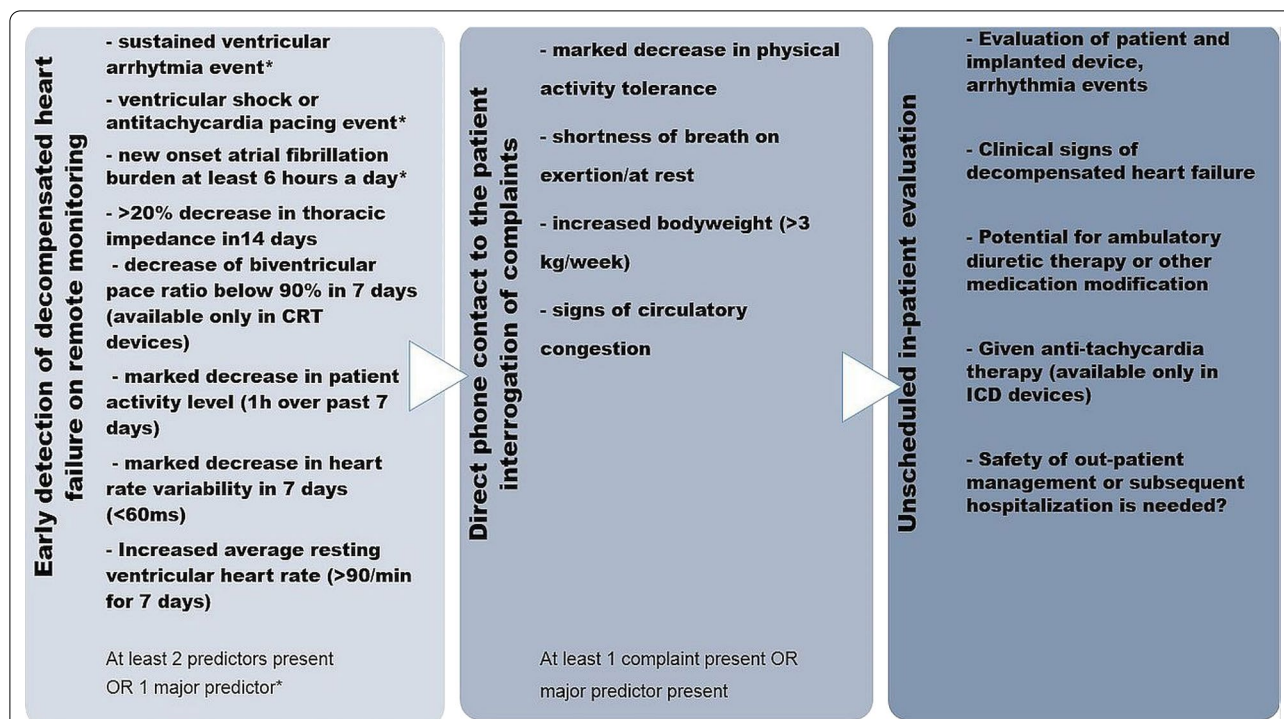 Early detection of decompensated heart
failure on remote monitoring
- sustained ventricular
arrhytmia event*
- ventricular shock or
antitachycardia pacing event*
- new onset atrial fibrillation
burden at least 6 hours a day*
- >20% decrease in thoracic
impedance in14 days
- decrease of biventricular
pace ratio below 90% in 7 days
(available only in CRT
devices)
- marked decrease in patient
activity level (1h over past 7
days)
- marked decrease in heart
rate variability in 7 days
(<60ms)
- Increased average resting
ventricular heart rate (>90/min
for 7 days)
At least 2 predictors present
OR 1 major predictor*
Direct phone contact to the patient
interrogation of complaints
- marked decrease in physical
activity tolerance
- shortness of breath on
exertion/at rest
- increased bodyweight (>3
kg/week)
- signs of circulatory
congestion
At least 1 complaint present OR
major predictor present
Unscheduled in-patient evaluation
- Evaluation of patient and
implanted device,
arrhythmia events
- Clinical signs of
decompensated heart failure
- Potential for ambulatory
diuretic therapy or other
medication modification
- Given anti-tachycardia
therapy (available only in
ICD devices)
- Safety of out-patient
management or subsequent
hospitalization is needed?